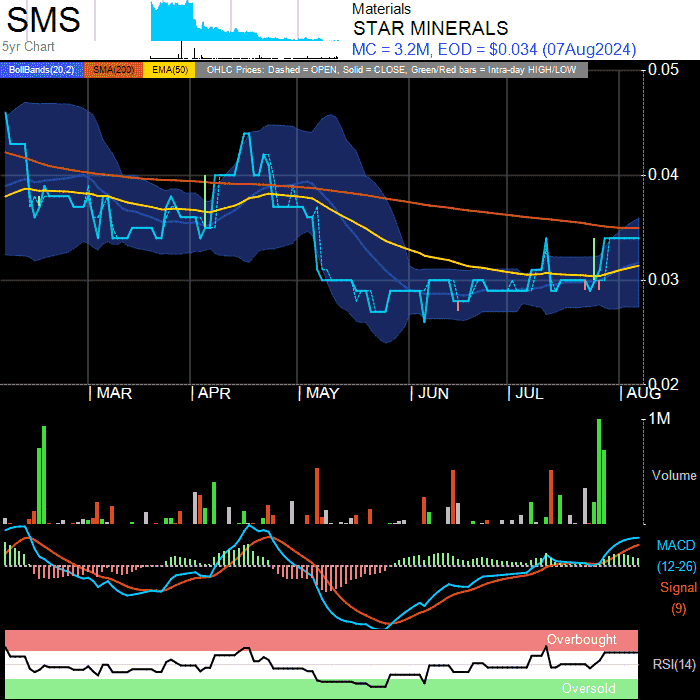 SMS
5yr Chart
Materials
STAR MINERALS
MC = 3.2M, EOD = $0.034 (07Aug2024)
BollBands(20,2) SMA(200) EMA(50) OHLC Prices: Dashed = OPEN, Solid = CLOSE, Green/Red bars = Intra-day HIGH/LOW
0.05
0.04
0.03
0.02
| MAR | APR | MAY | JUN | JUL | AUG
1M
Volume
MACD
(12-26)
Signal
(9)
Overbought
RSI(14)
Oversold